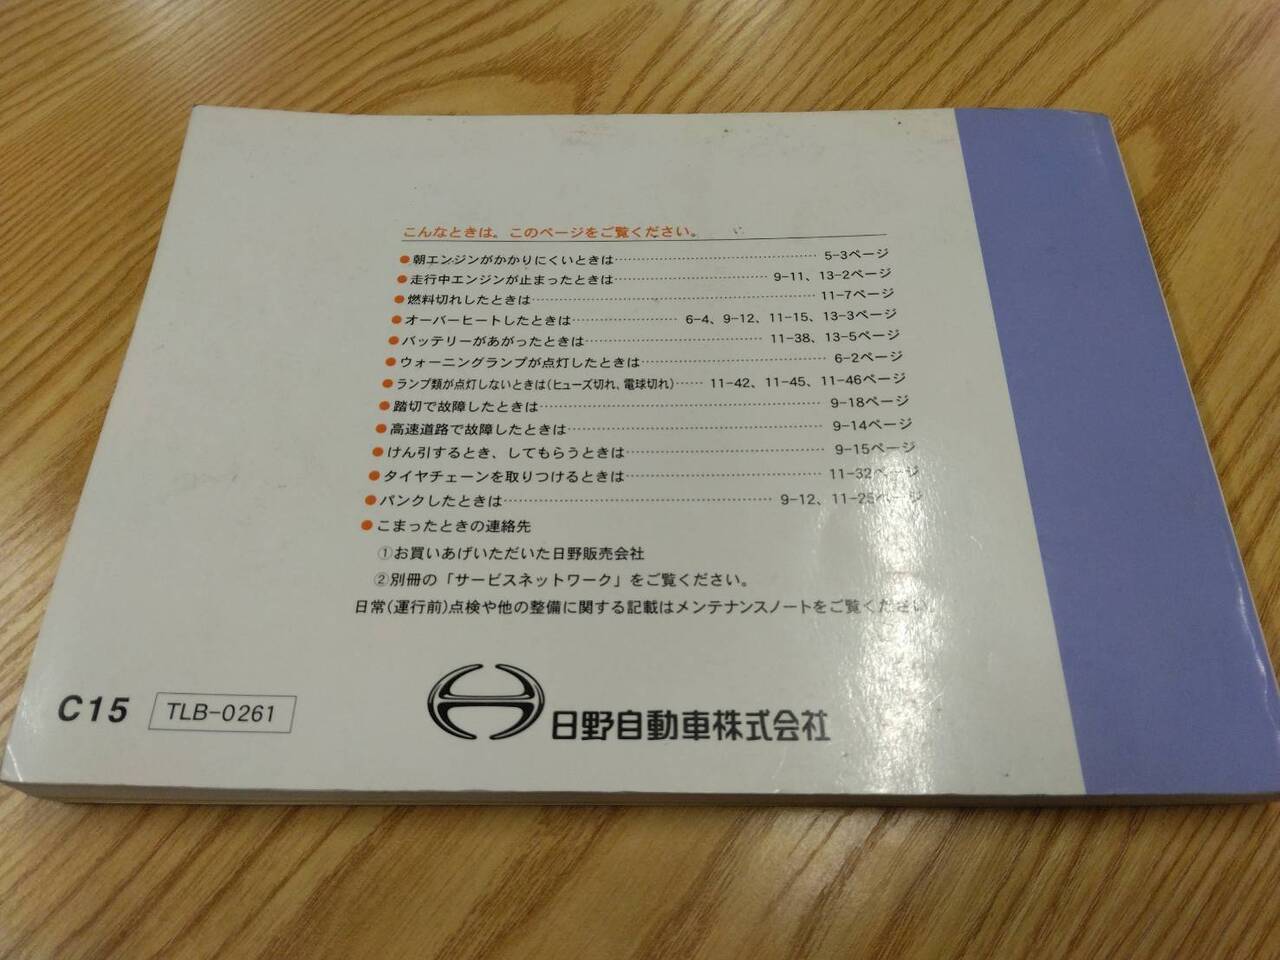 こんなときは。このページをご覧ください。
●朝エンジンがかかりにくいときは……………………………5-3ページ
●走行中エンジンが止まったときは……………………9-11、13-2ページ
●燃料切れしたときは………………………………………11-7ページ
●オーバーヒートしたときは………………6-4、9-12、11-15、13-3ページ
●バッテリーがあがったときは…………………………11-38、13-5ページ
●ウォーニングランプが点灯したときは…………………………6-2ページ
●ランプ類が点灯しないときは(ヒューズ切れ、電球切れ)……11-42、11-45、11-46ページ
●踏切で故障したときは………………………………………9-18ページ
●高速道路で故障したときは…………………………………9-14ページ
●けん引するとき、してもらうときは…………………………9-15ページ
●タイヤチェーンを取りつけるときは…………………………11-32ページ
●パンクしたときは………………………………………9-12、11-25ページ
●こまったときの連絡先
①お買いあげいただいた日野販売会社
②別冊の「サービスネットワーク」をご覧ください。
日常(運行前)点検や他の整備に関する記載はメンテナンスノートをご覧ください。
C15 TLB-0261
日野自動車株式会社